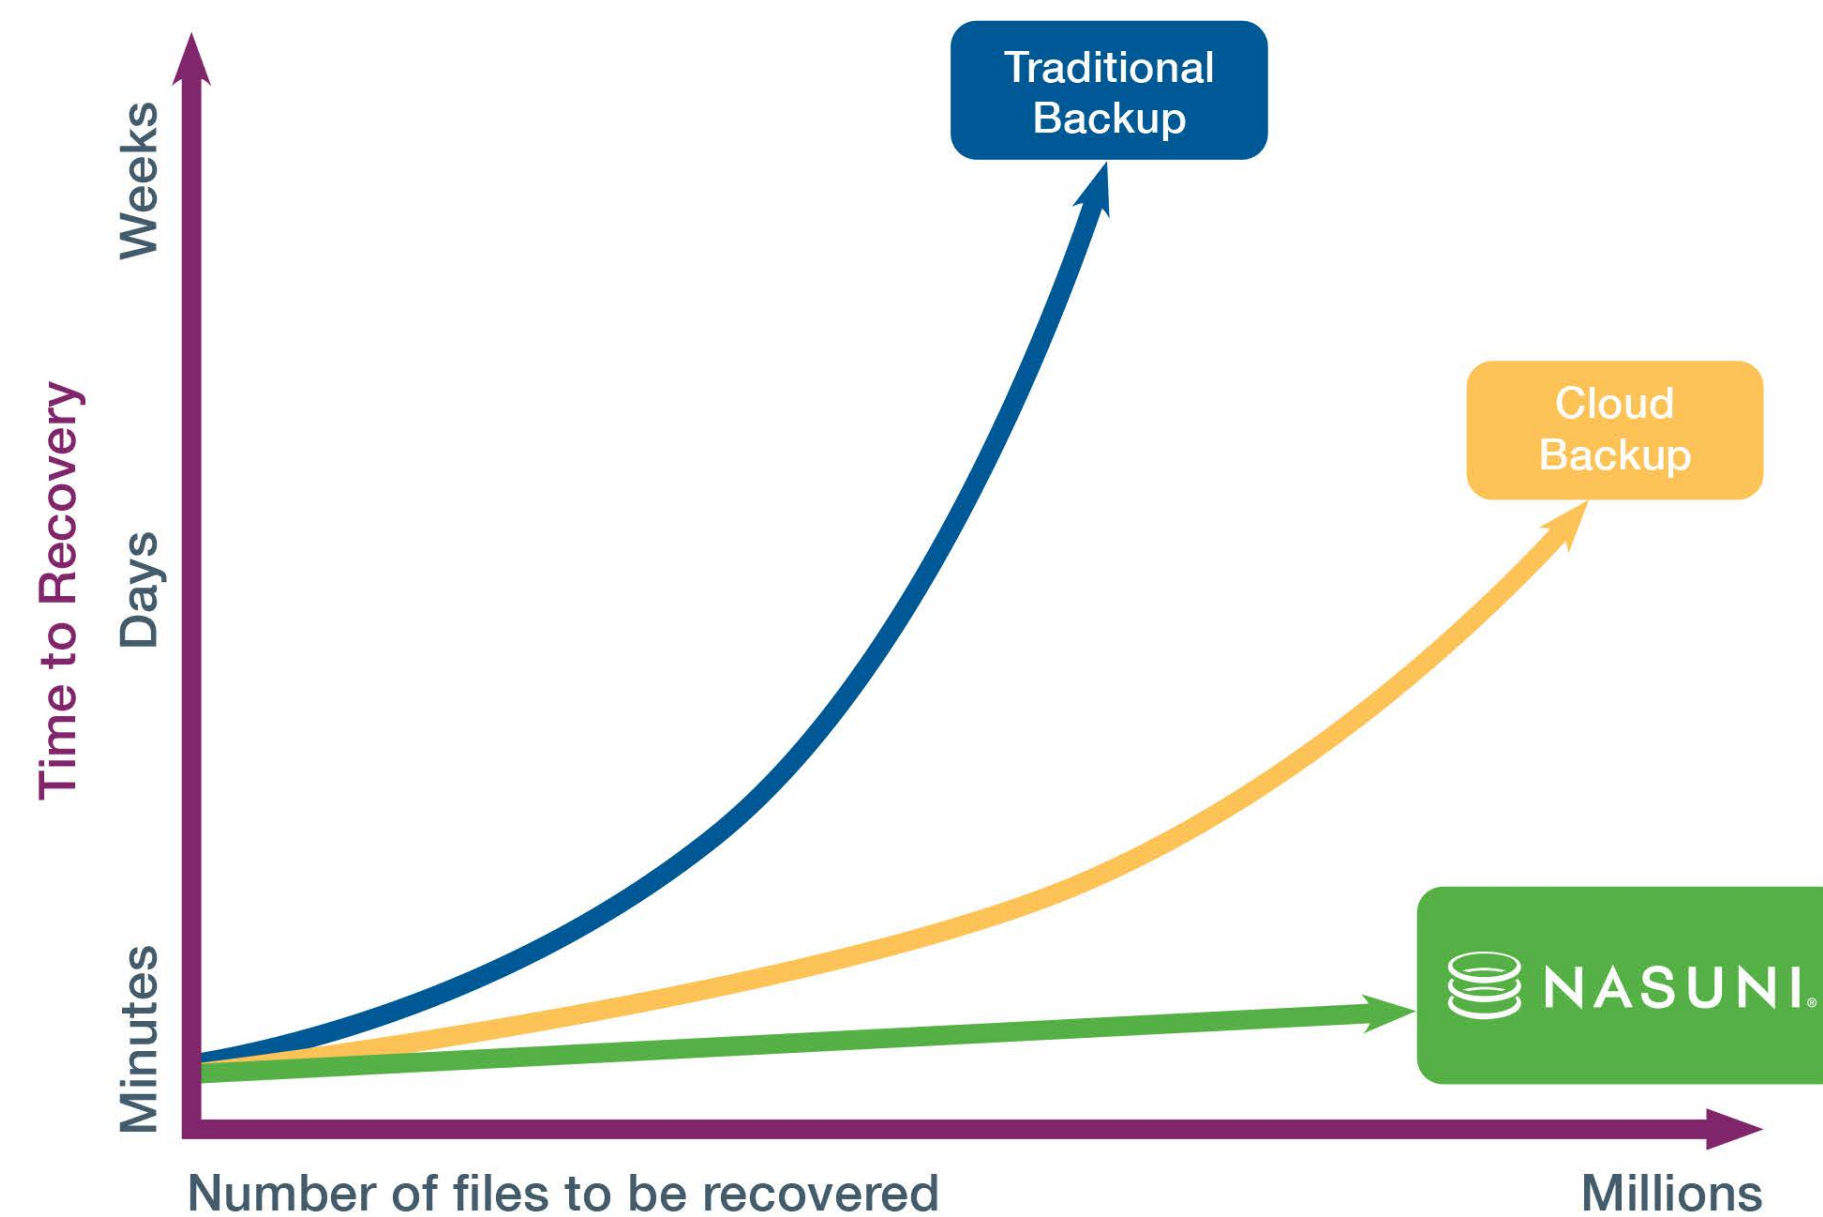 Traditional
Backup
Weeks
Cloud
Backup
Time to Recovery
Days
NASUNI®
Minutes
Number of files to be recovered
Millions